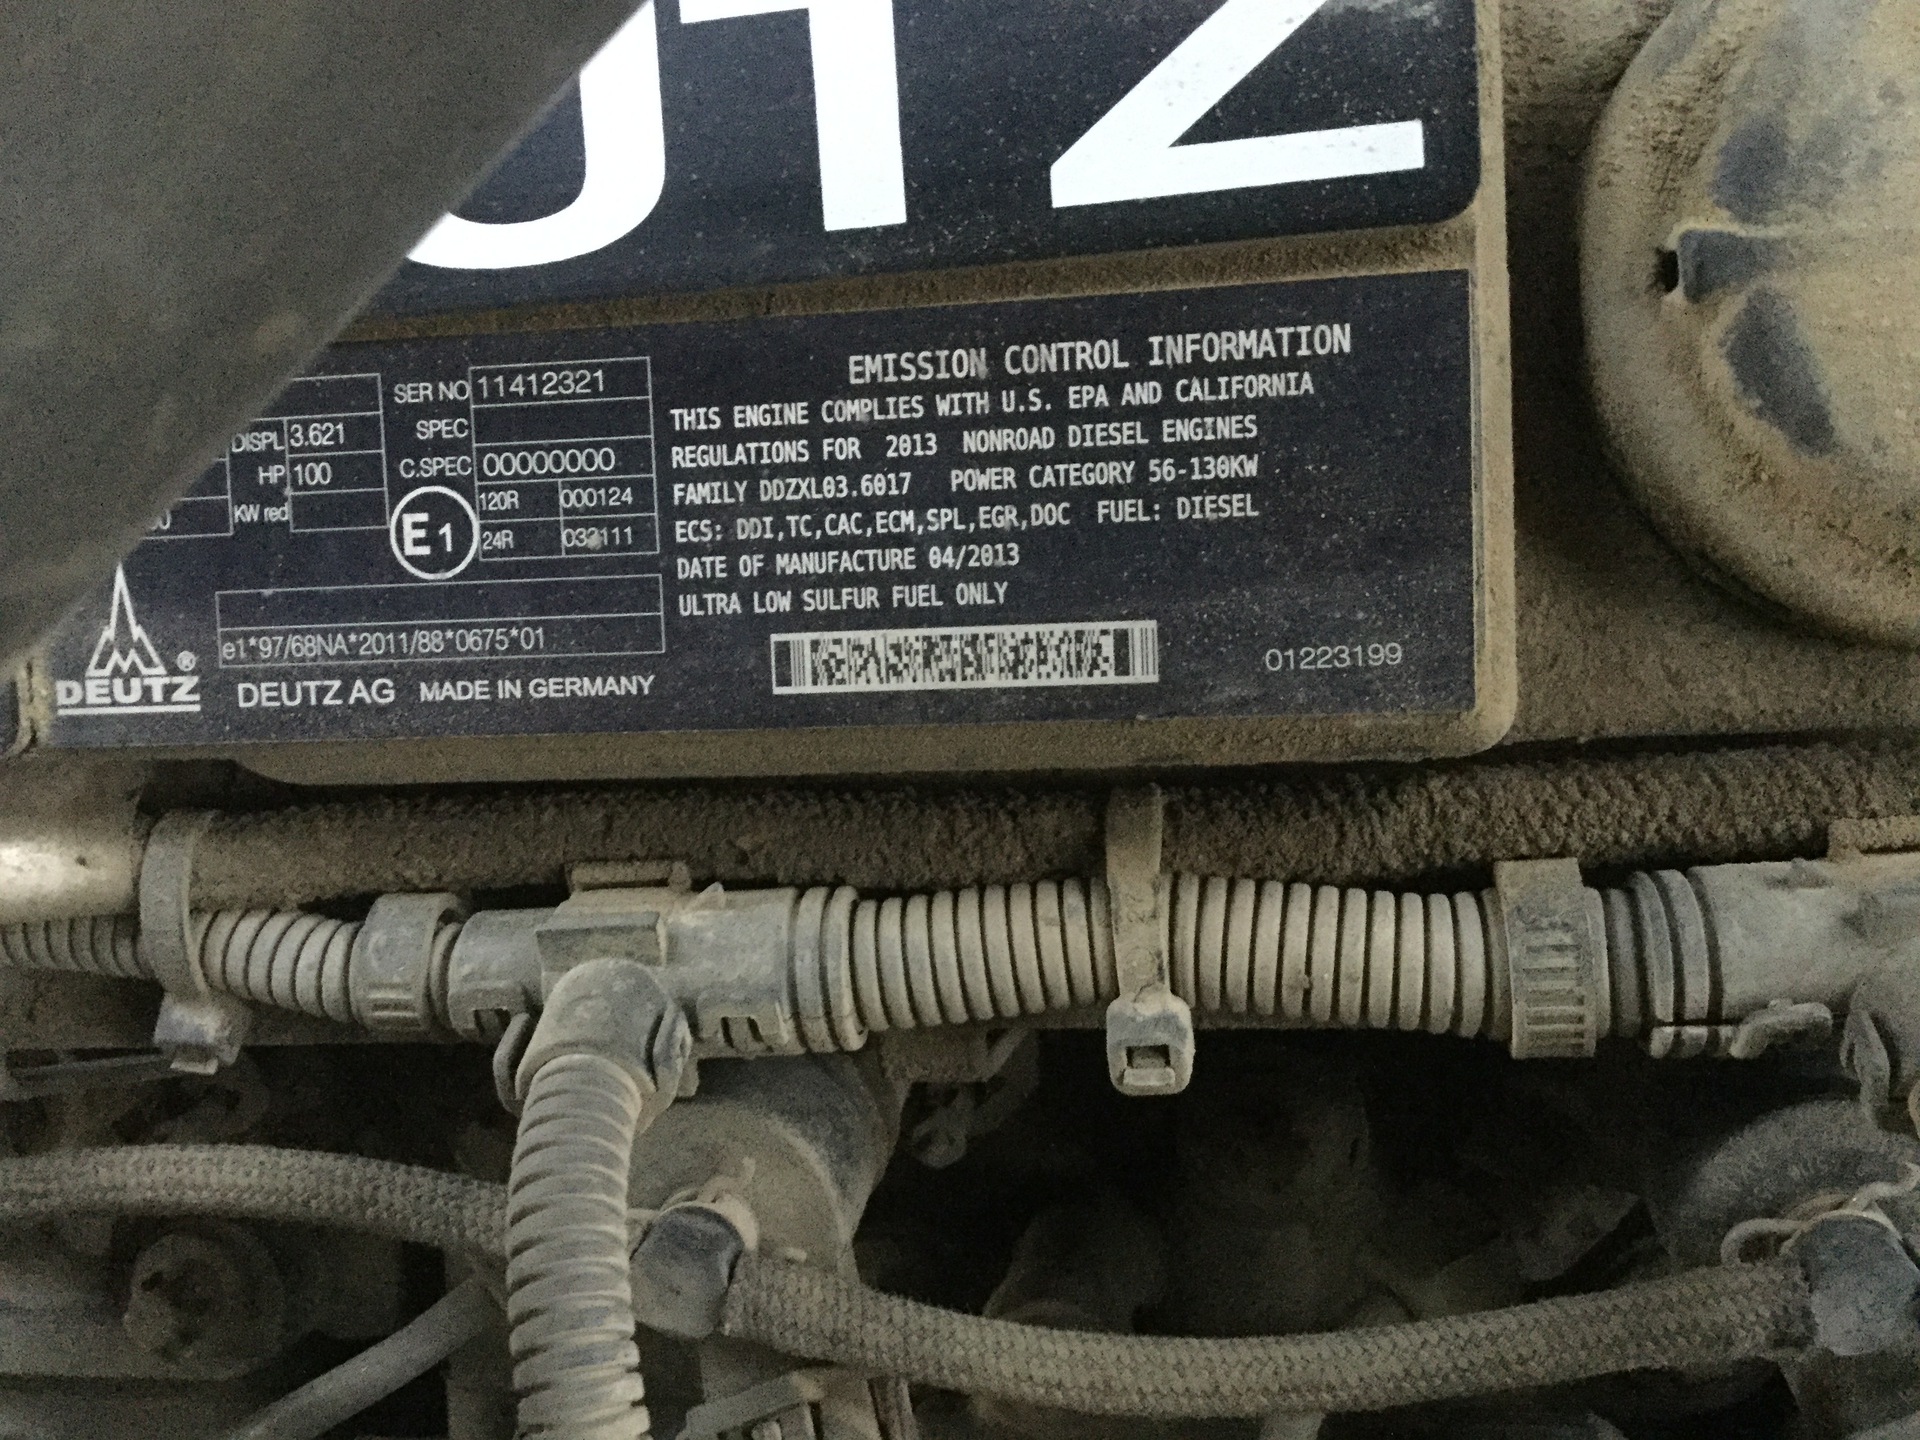 UTZ
SER NO 11412321
DISPL 3.621 SPEC
HP 100 C.SPEC 00000000
KW red E1 120R 000124
24R 032111
e1*97/68NA*2011/88*0675*01
DEUTZ® DEUTZ AG MADE IN GERMANY
EMISSION CONTROL INFORMATION
THIS ENGINE COMPLIES WITH U.S. EPA AND CALIFORNIA
REGULATIONS FOR 2013 NONROAD DIESEL ENGINES
FAMILY DDZXL03.6017 POWER CATEGORY 56-130KW
ECS: DDI,TC,CAC,ECM,SPL,EGR,DOC FUEL: DIESEL
DATE OF MANUFACTURE 04/2013
ULTRA LOW SULFUR FUEL ONLY
01223199